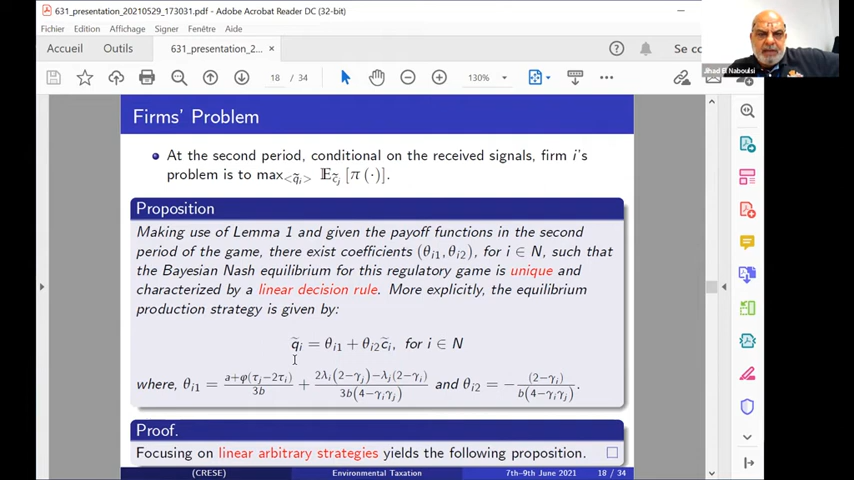 631_presentation_20210529_173031.pdf - Adobe Acrobat Reader DC (32-bit)
Fichier Edition Affichage Signer Fenêtre Aide
Accueil Outils 631_presentation_2... × Se co
18 / 34 130%
Jihad El Naboulsi
Firms' Problem
At the second period, conditional on the received signals, firm i's
problem is to max<q̃ᵢ> 𝔼c̃ⱼ [π (·)].
Proposition
Making use of Lemma 1 and given the payoff functions in the second
period of the game, there exist coefficients (θi1, θi2), for i ∈ N, such that
the Bayesian Nash equilibrium for this regulatory game is unique and
characterized by a linear decision rule. More explicitly, the equilibrium
production strategy is given by:
q̃ᵢ = θi1 + θi2c̃ᵢ, for i ∈ N
where, θi1 = (a+φ(τⱼ−2τᵢ))/3b + (2λᵢ(2−γⱼ)−λⱼ(2−γᵢ))/(3b(4−γᵢγⱼ)) and θi2 = −(2−γⱼ)/(b(4−γᵢγⱼ)).
Proof.
Focusing on linear arbitrary strategies yields the following proposition.
(CRESE) Environmental Taxation 7th–9th June 2021 18 / 34